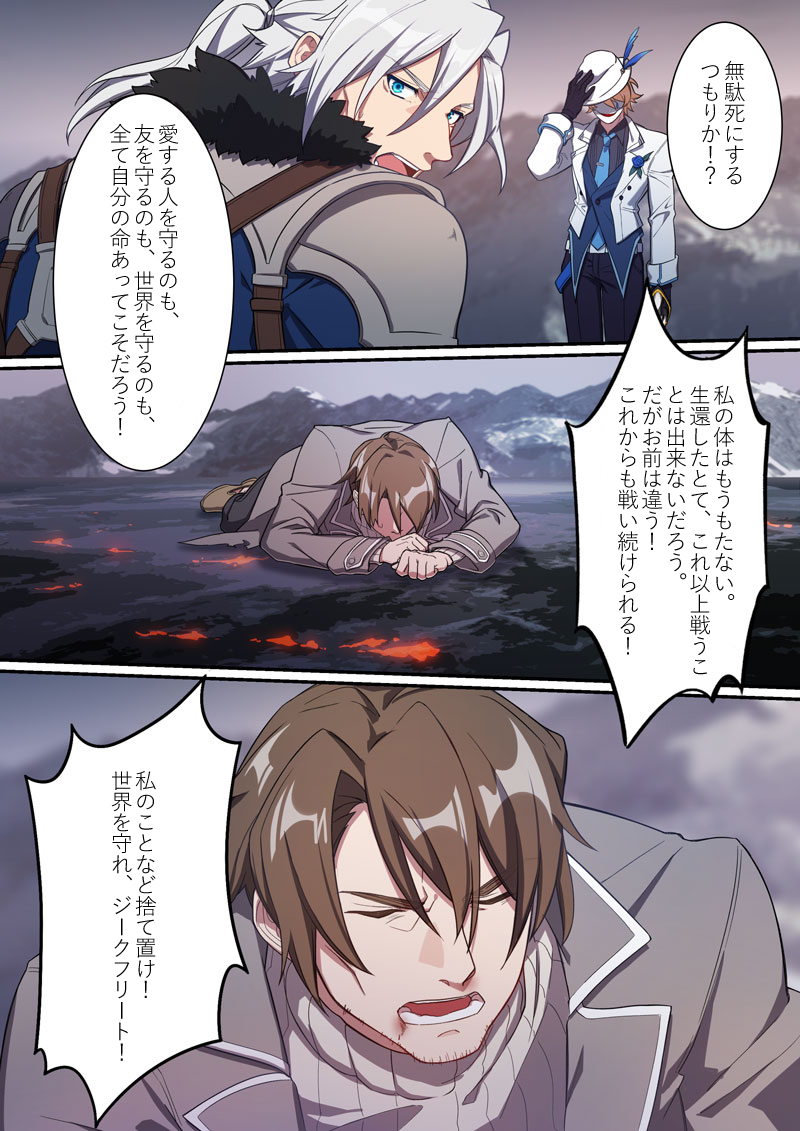 無駄死にする
つもりか！？
愛する人を守るのも、
友を守るのも、世界を守るのも、
全て自分の命あってこそだろう！
私の体はもうもたない。
生還したとて、これ以上戦うこ
とは出来ないだろう。
だがお前は違う！
これからも戦い続けられる！
私のことなど捨て置け！
世界を守れ、ジークフリート！